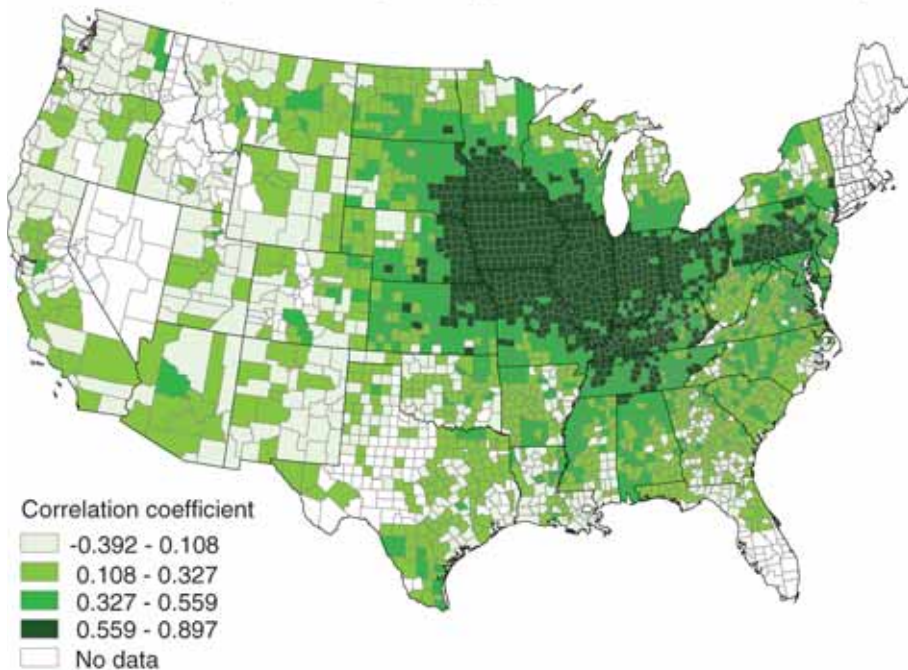 Correlation coefficient
-0.392 - 0.108
0.108 - 0.327
0.327 - 0.559
0.559 - 0.897
No data